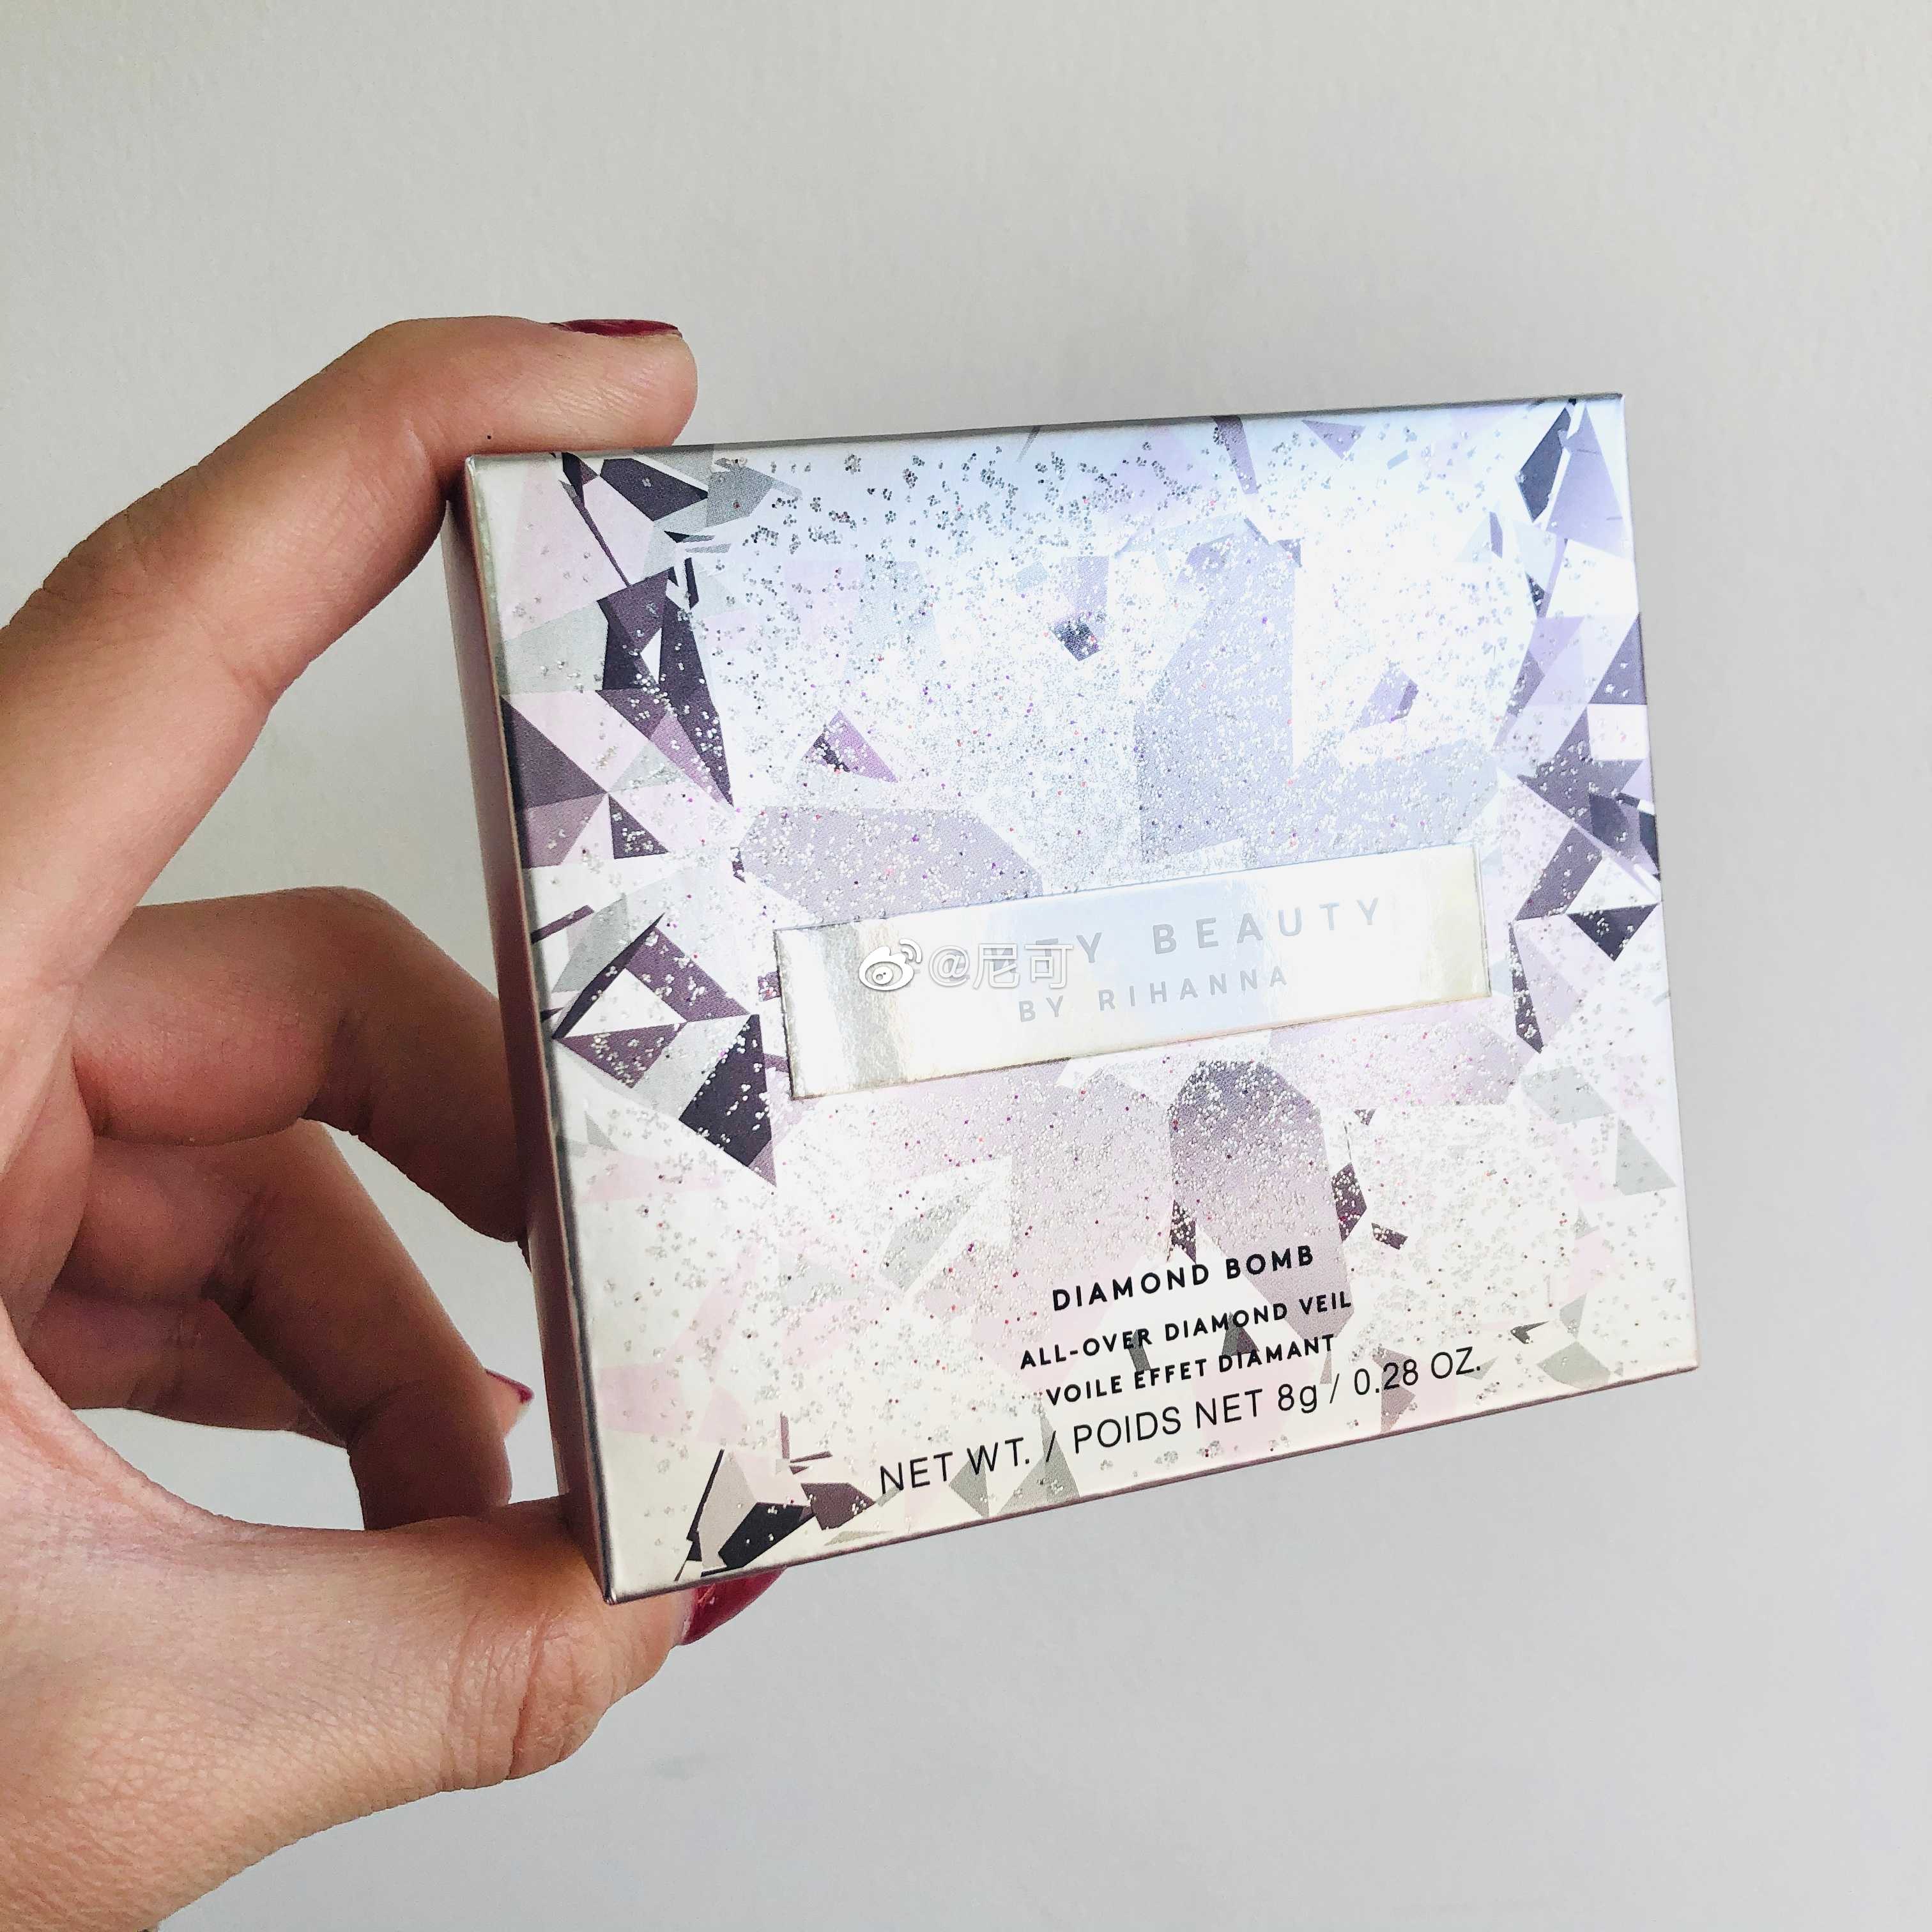 BEAUTY
@尼可
BY RIHANNA
DIAMOND BOMB
ALL-OVER DIAMOND VEIL
VOILE EFFET DIAMANT
NET WT. / POIDS NET 8g / 0.28 OZ.